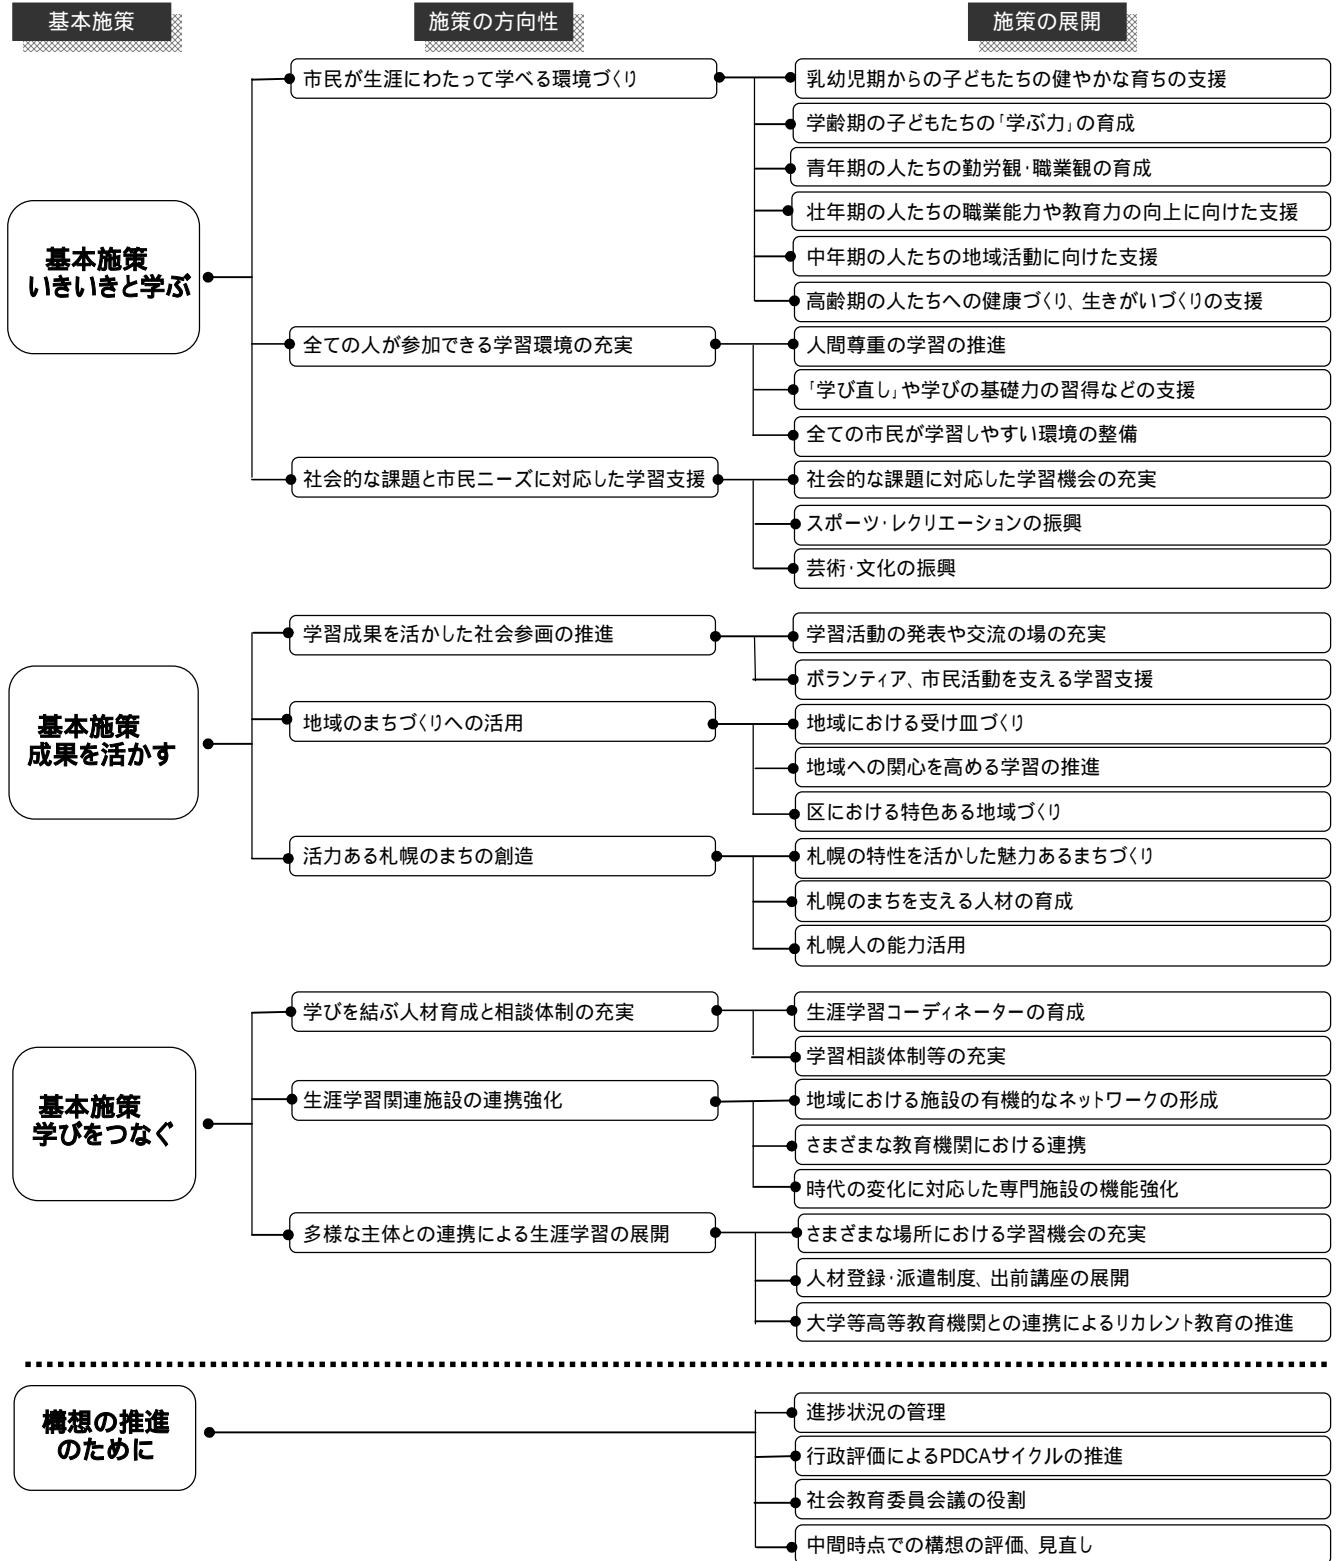 基本施策
施策の方向性
施策の展開
基本施策
いきいきと学ぶ
市民が生涯にわたって学べる環境づくり
乳幼児期からの子どもたちの健やかな育ちの支援
学齢期の子どもたちの「学ぶ力」の育成
青年期の人たちの勤労観・職業観の育成
壮年期の人たちの職業能力や教育力の向上に向けた支援
中年期の人たちの地域活動に向けた支援
高齢期の人たちへの健康づくり、生きがいづくりの支援
全ての人が参加できる学習環境の充実
人間尊重の学習の推進
「学び直し」や学びの基礎力の習得などの支援
全ての市民が学習しやすい環境の整備
社会的な課題と市民ニーズに対応した学習支援
社会的な課題に対応した学習機会の充実
スポーツ・レクリエーションの振興
芸術・文化の振興
基本施策
成果を活かす
学習成果を活かした社会参画の推進
学習活動の発表や交流の場の充実
ボランティア、市民活動を支える学習支援
地域のまちづくりへの活用
地域における受け皿づくり
地域への関心を高める学習の推進
区における特色ある地域づくり
活力ある札幌のまちの創造
札幌の特性を活かした魅力あるまちづくり
札幌のまちを支える人材の育成
札幌人の能力活用
基本施策
学びをつなぐ
学びを結ぶ人材育成と相談体制の充実
生涯学習コーディネーターの育成
学習相談体制等の充実
生涯学習関連施設の連携強化
地域における施設の有機的なネットワークの形成
さまざまな教育機関における連携
時代の変化に対応した専門施設の機能強化
多様な主体との連携による生涯学習の展開
さまざまな場所における学習機会の充実
人材登録・派遣制度、出前講座の展開
大学等高等教育機関との連携によるリカレント教育の推進
構想の推進
のために
進捗状況の管理
行政評価によるPDCAサイクルの推進
社会教育委員会議の役割
中間時点での構想の評価、見直し